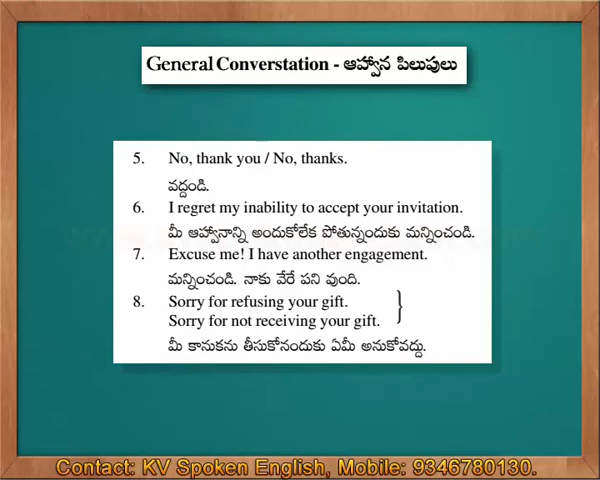 General Converstation - ఆహ్వాన పిలుపులు
5. No, thank you / No, thanks.
వద్దండి.
6. I regret my inability to accept your invitation.
మీ ఆహ్వానాన్ని అందుకోలేక పోతున్నందుకు మన్నించండి.
7. Excuse me! I have another engagement.
మన్నించండి. నాకు వేరే పని వుంది.
8. Sorry for refusing your gift.
Sorry for not receiving your gift. }
మీ కానుకను తీసుకోనందుకు ఏమీ అనుకోవద్దు.
Contact: KV Spoken English, Mobile: 9346780130.